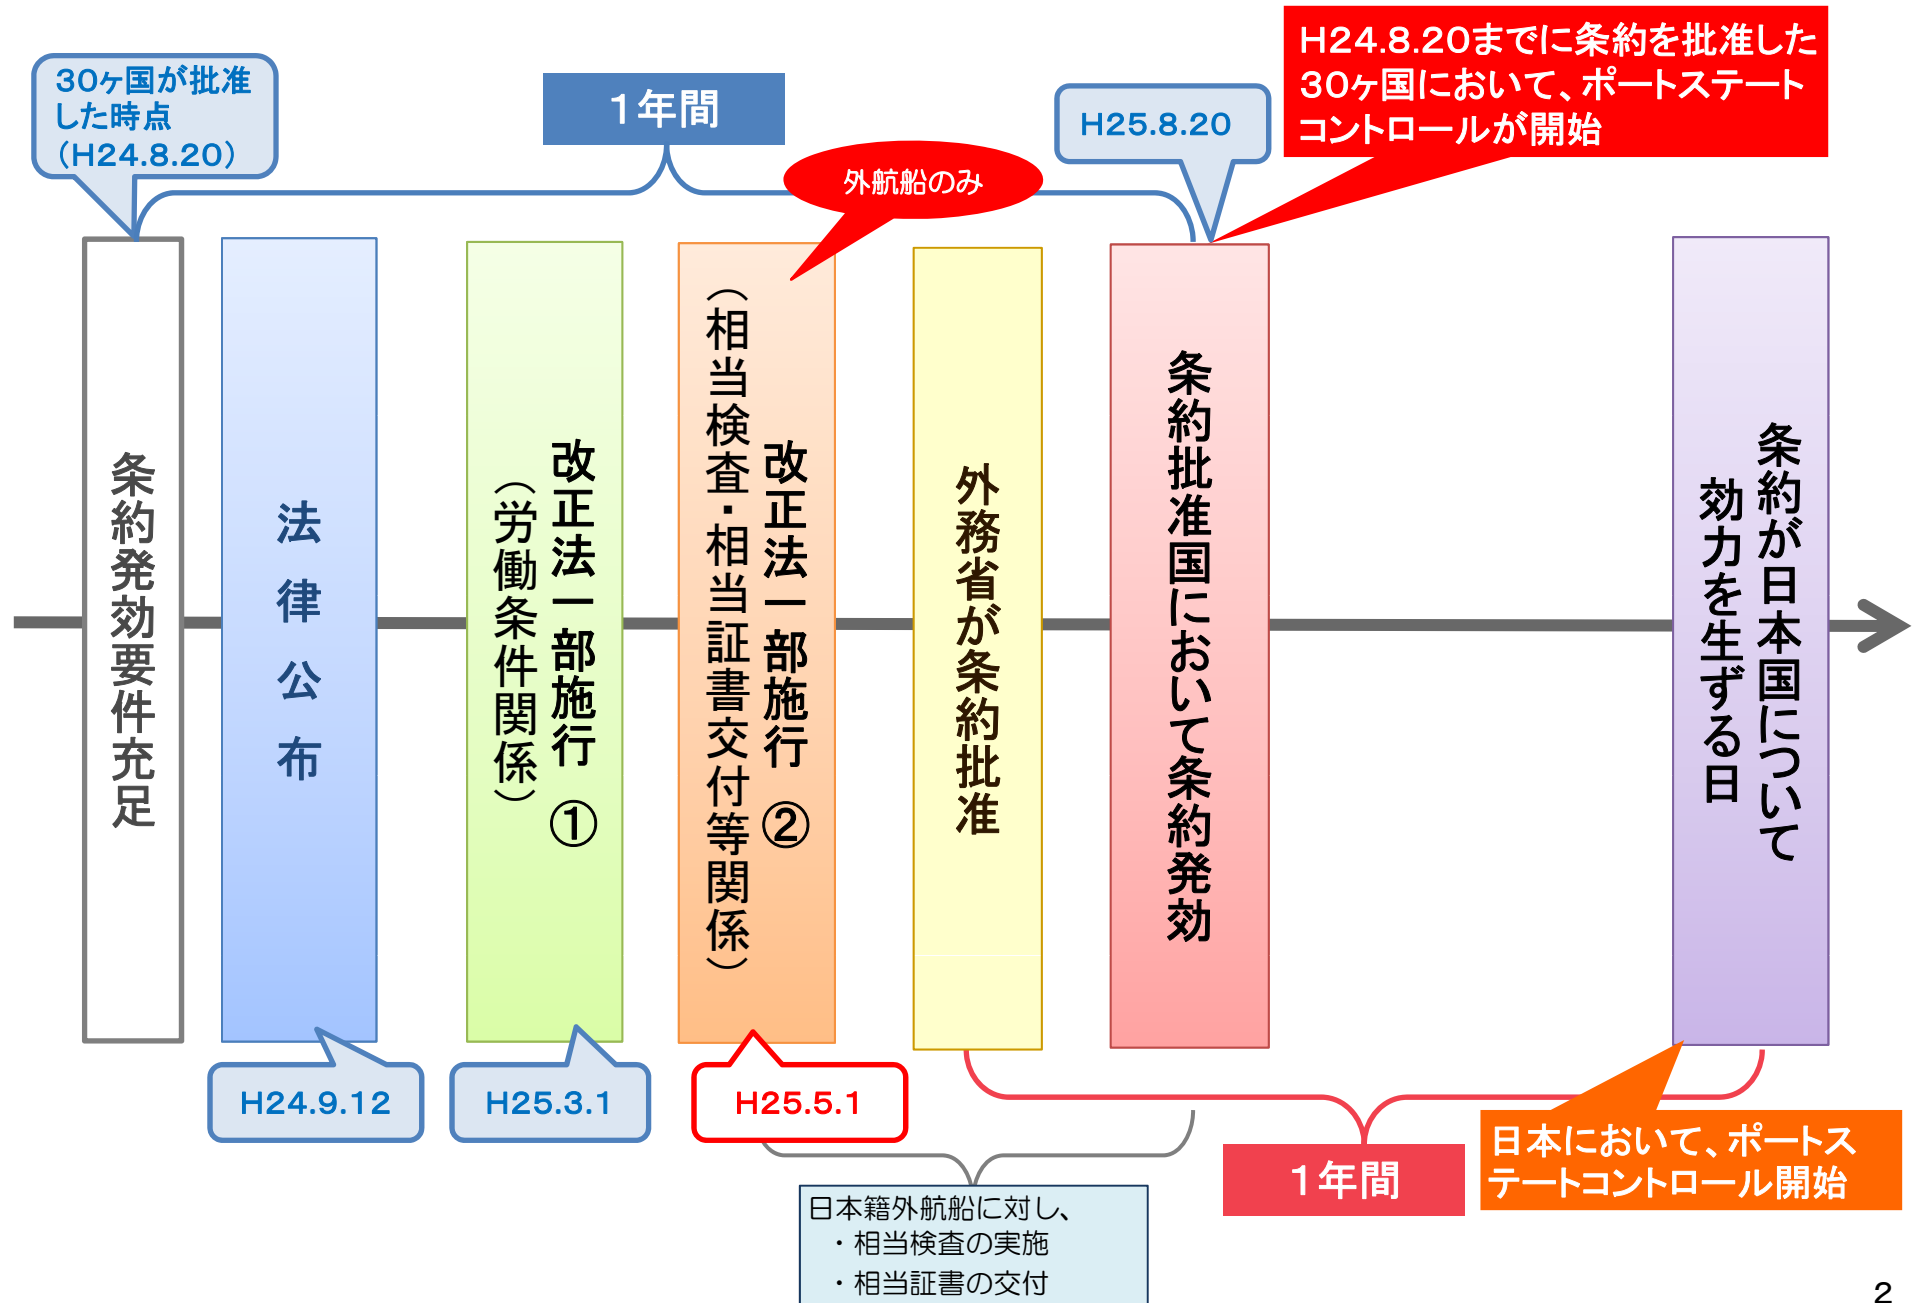 30ヶ国が批准
した時点
(H24.8.20)
1年間
外航船のみ
H25.8.20
H24.8.20までに条約を批准した
30ヶ国において、ポートステート
コントロールが開始
条約発効要件充足
法律公布
改正法一部施行 ①
(労働条件関係)
改正法一部施行 ②
(相当検査・相当証書交付等関係)
外務省が条約批准
条約批准国において条約発効
条約が日本国について
効力を生ずる日
H24.9.12
H25.3.1
H25.5.1
日本籍外航船に対し、
・相当検査の実施
・相当証書の交付
1年間
日本において、ポートス
テートコントロール開始
2